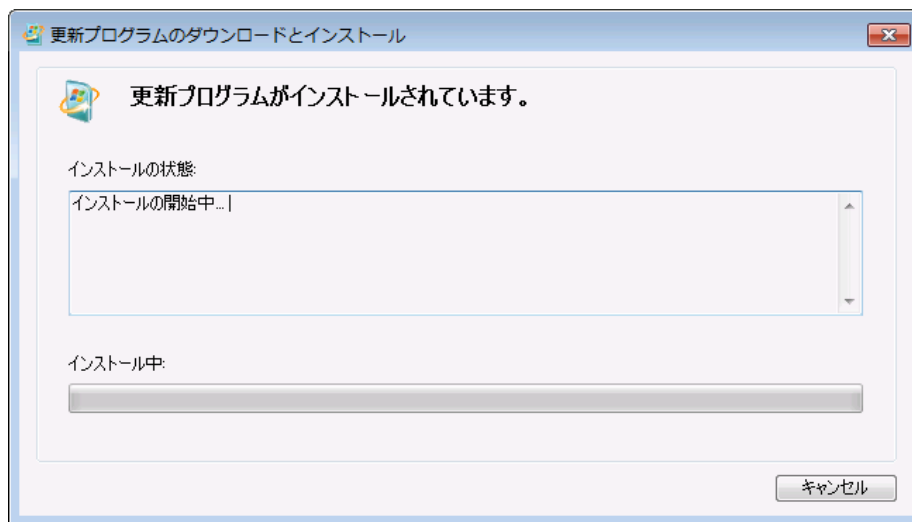 更新プログラムのダウンロードとインストール
更新プログラムがインストールされています。
インストールの状態:
インストールの開始中...
インストール中:
キャンセル